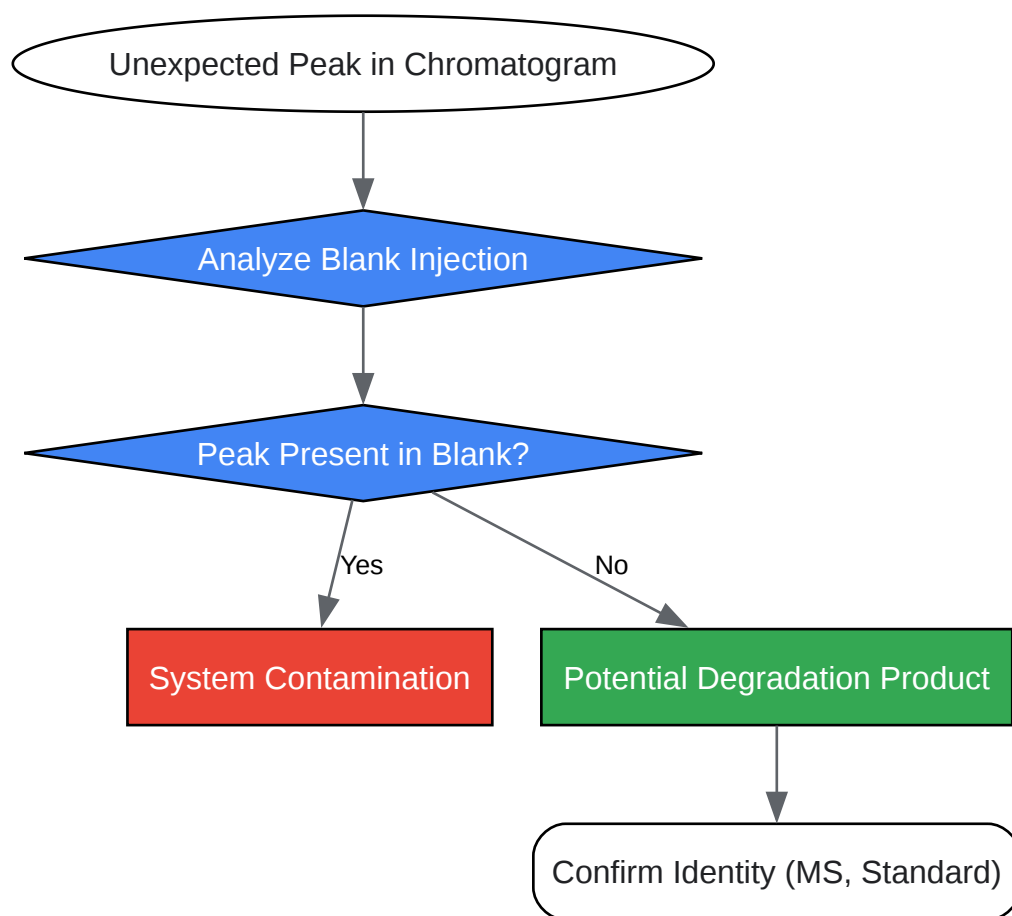 Unexpected Peak in Chromatogram
Analyze Blank Injection
Peak Present in Blank?
Yes
No
System Contamination
Potential Degradation Product
Confirm Identity (MS, Standard)